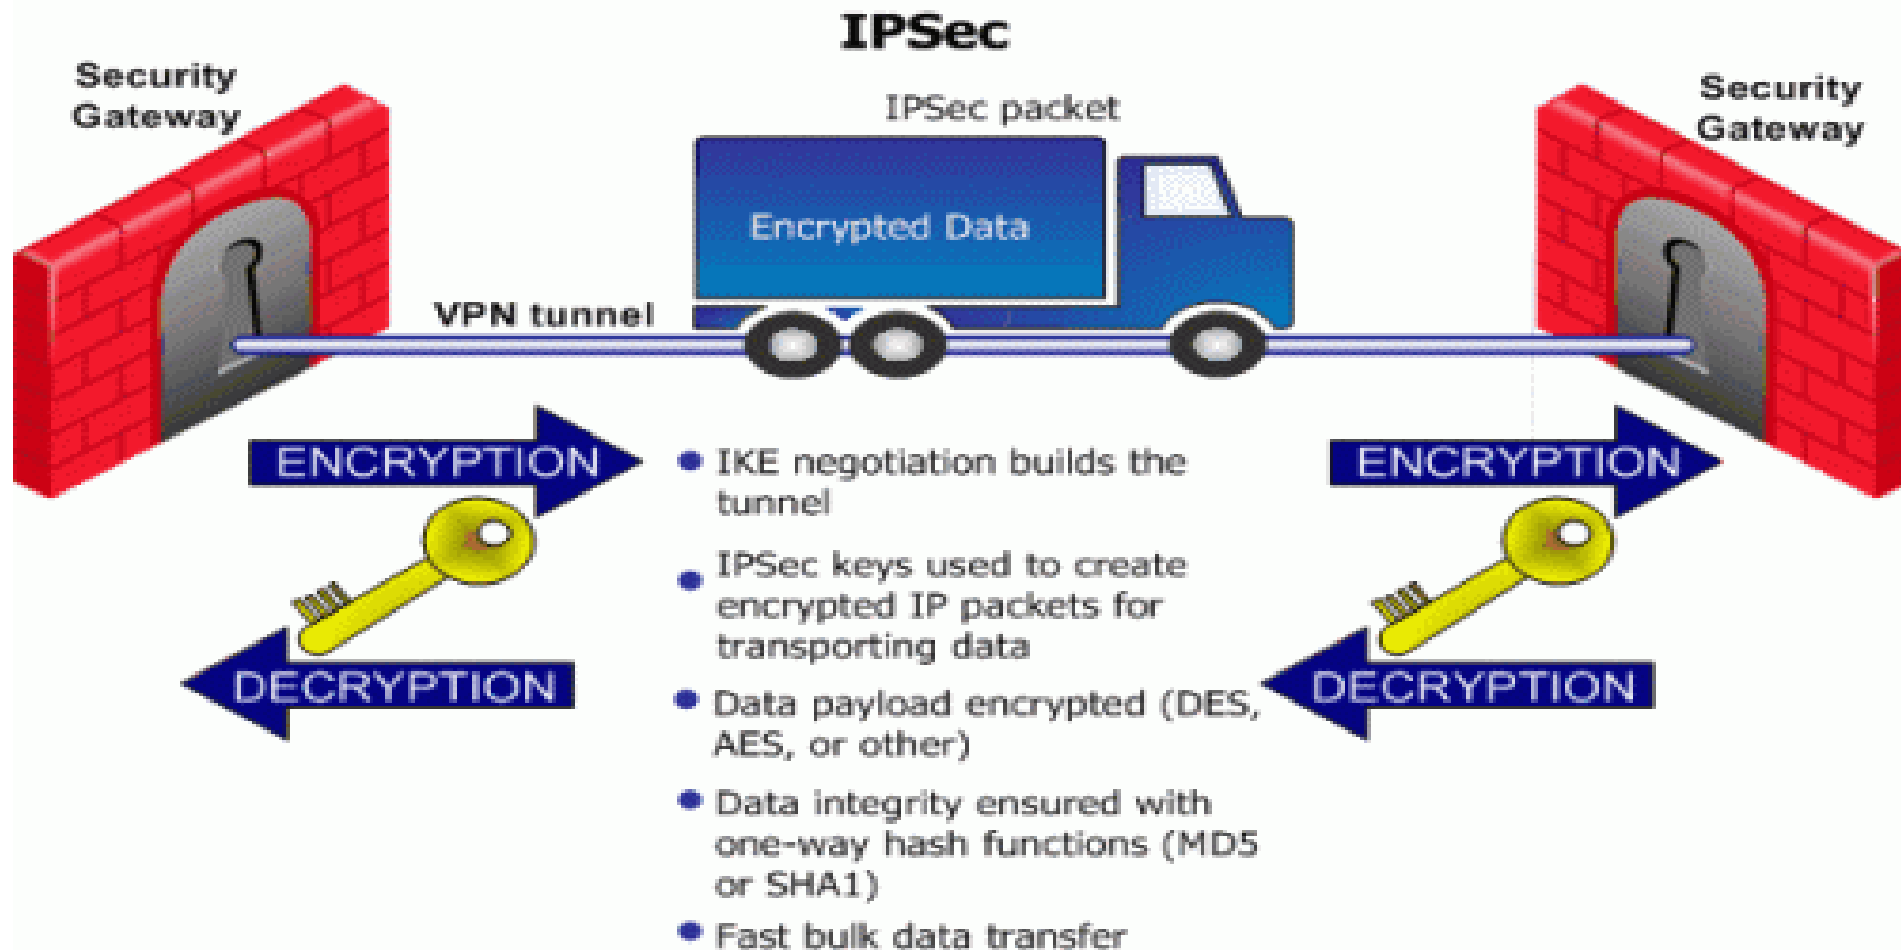 IPSec
Security
Gateway
IPSec packet
Security
Gateway
Encrypted Data
VPN tunnel
ENCRYPTION
DECRYPTION
IKE negotiation builds the
tunnel
IPSec keys used to create
encrypted IP packets for
transporting data
Data payload encrypted (DES,
AES, or other)
Data integrity ensured with
one-way hash functions (MD5
or SHA1)
Fast bulk data transfer
ENCRYPTION
DECRYPTION